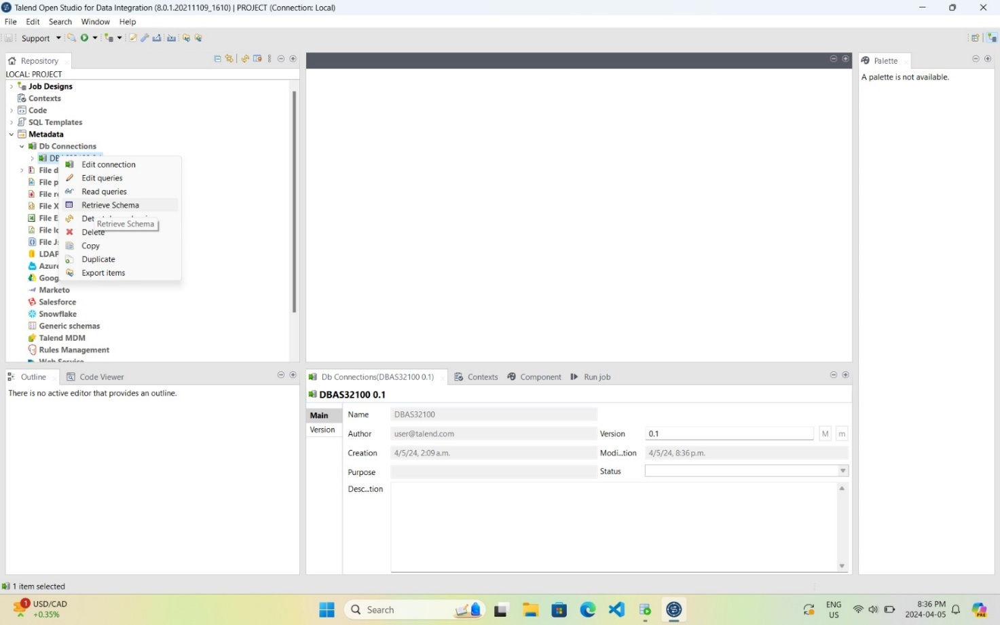 Talend Open Studio for Data Integration (8.0.1.20211109_1610) | PROJECT (Connection: Local)
File Edit Search Window Help
Support
Repository
LOCAL: PROJECT
Job Designs
Contexts
Code
SQL Templates
Metadata
Db Connections
Edit connection
Edit queries
Read queries
Retrieve Schema
Retrieve Schema
Delete
Copy
Duplicate
Export items
File
File
File
File
File
File
File
LDAP
Marketo
Salesforce
Snowflake
Generic schemas
Talend MDM
Rules Management
Web Service
Palette
A palette is not available.
Outline Code Viewer
There is no active editor that provides an outline.
Db Connections(DBAS32100 0.1) Contexts Component Run job
DBAS32100 0.1
Main
Version
Name DBAS32100
Author user@talend.com Version 0.1 M m
Creation 4/5/24, 2:09 a.m. Modi...tion 4/5/24, 8:36 p.m.
Purpose Status
Desc...tion
1 item selected
1 USD/CAD
+0.35%
Search
ENG
US
8:36 PM
2024-04-05
PRE